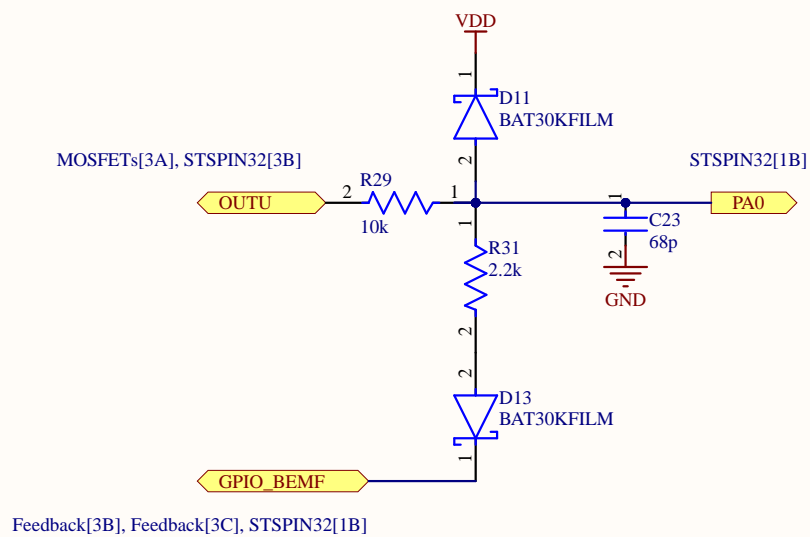 VDD
1
D11
BAT30KFILM
2
MOSFETs[3A], STSPIN32[3B]
STSPIN32[1B]
OUTU
2
R29
10k
1
1
PA0
C23
68p
2
GND
1
R31
2.2k
2
2
D13
BAT30KFILM
1
GPIO_BEMF
Feedback[3B], Feedback[3C], STSPIN32[1B]